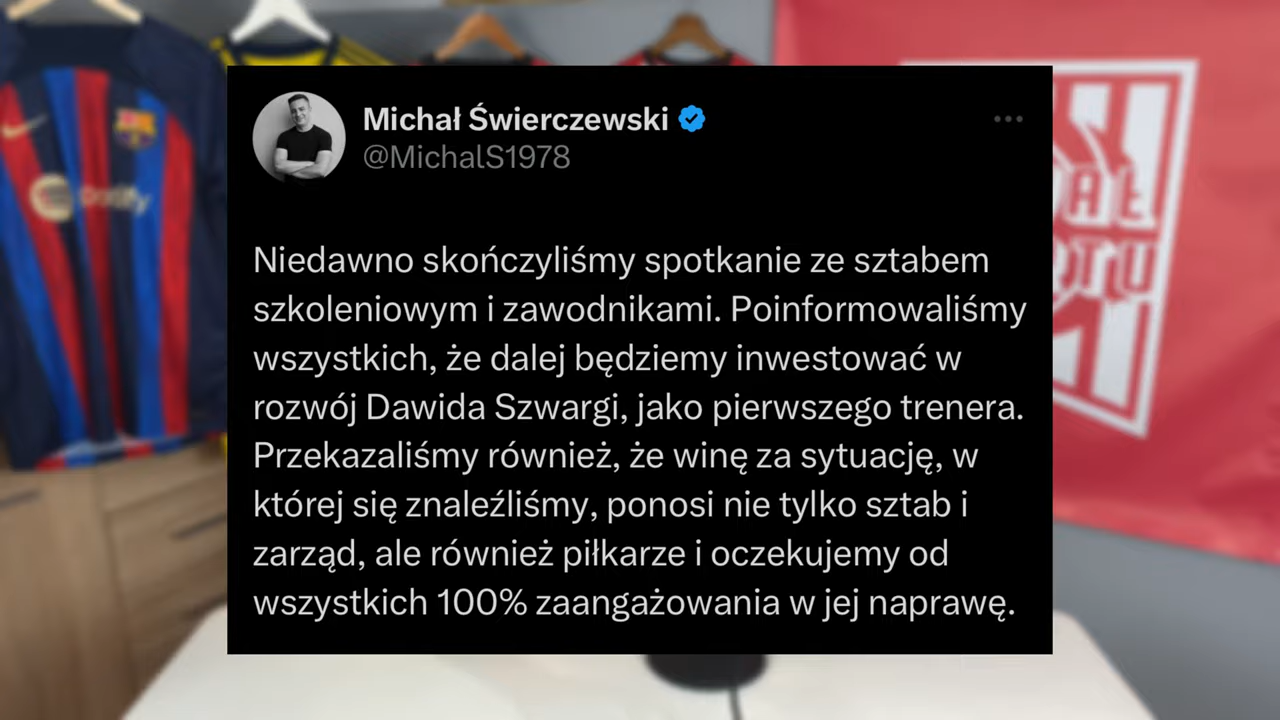 Michał Świerczewski
@MichalS1978
Niedawno skończyliśmy spotkanie ze sztabem
szkoleniowym i zawodnikami. Poinformowaliśmy
wszystkich, że dalej będziemy inwestować w
rozwój Dawida Szwargi, jako pierwszego trenera.
Przekazaliśmy również, że winę za sytuację, w
której się znaleźliśmy, ponosi nie tylko sztab i
zarząd, ale również piłkarze i oczekujemy od
wszystkich 100% zaangażowania w jej naprawę.